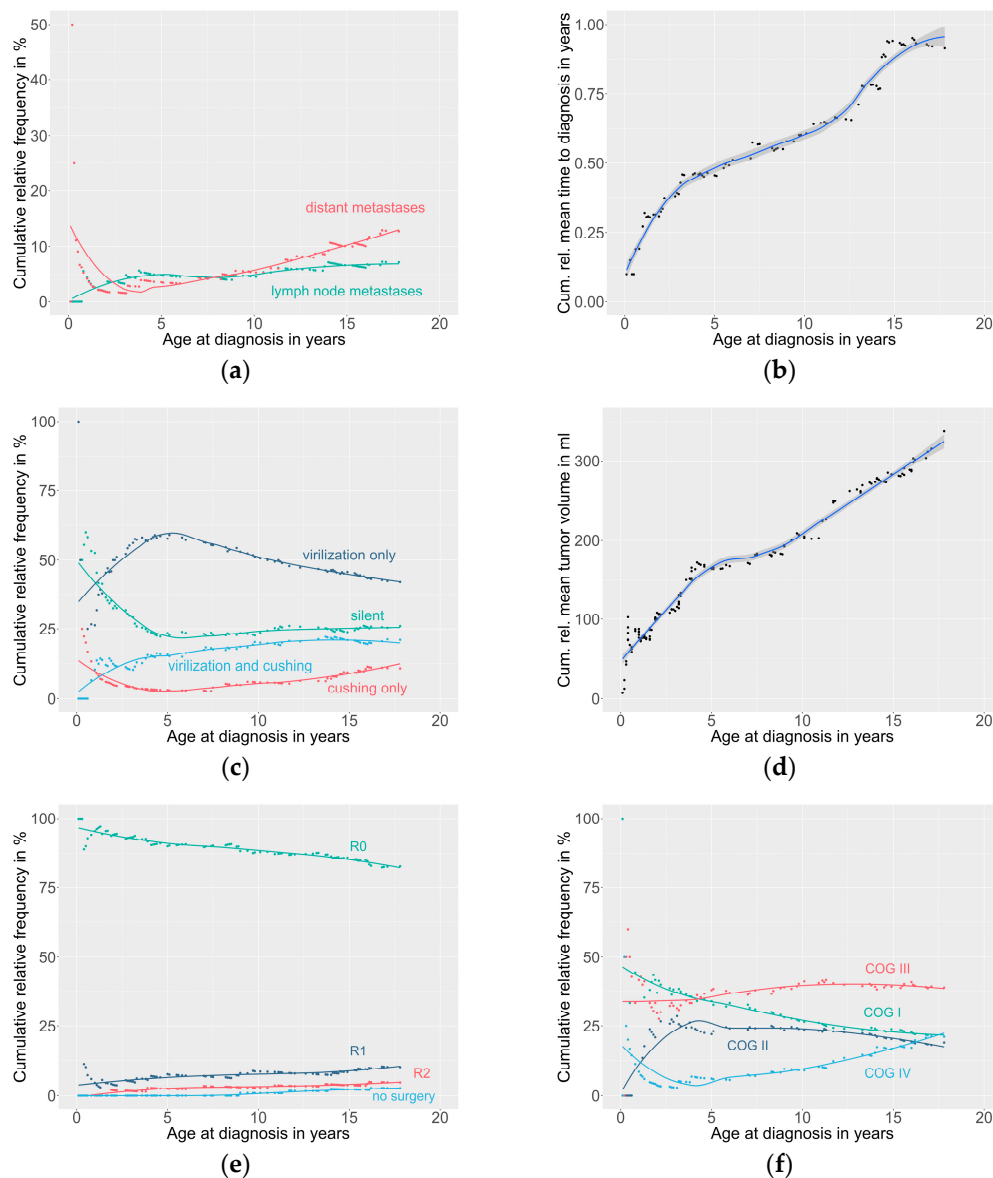 50
40
30
20
10
0
Cumulative relative frequency in %
distant metastases
lymph node metastases
0 5 10 15 20
Age at diagnosis in years
(a)
1.00
0.75
0.50
0.25
0.00
Cum. rel. mean time to diagnosis in years
0 5 10 15 20
Age at diagnosis in years
(b)
100
75
50
25
0
Cumulative relative frequency in %
virilization only
silent
virilization and cushing
cushing only
0 5 10 15 20
Age at diagnosis in years
(c)
300
200
100
0
Cum. rel. mean tumor volume in ml
0 5 10 15 20
Age at diagnosis in years
(d)
100
75
50
25
0
Cumulative relative frequency in %
R0
R1
R2
no surgery
0 5 10 15 20
Age at diagnosis in years
(e)
100
75
50
25
0
Cumulative relative frequency in %
COG III
COG I
COG II
COG IV
0 5 10 15 20
Age at diagnosis in years
(f)